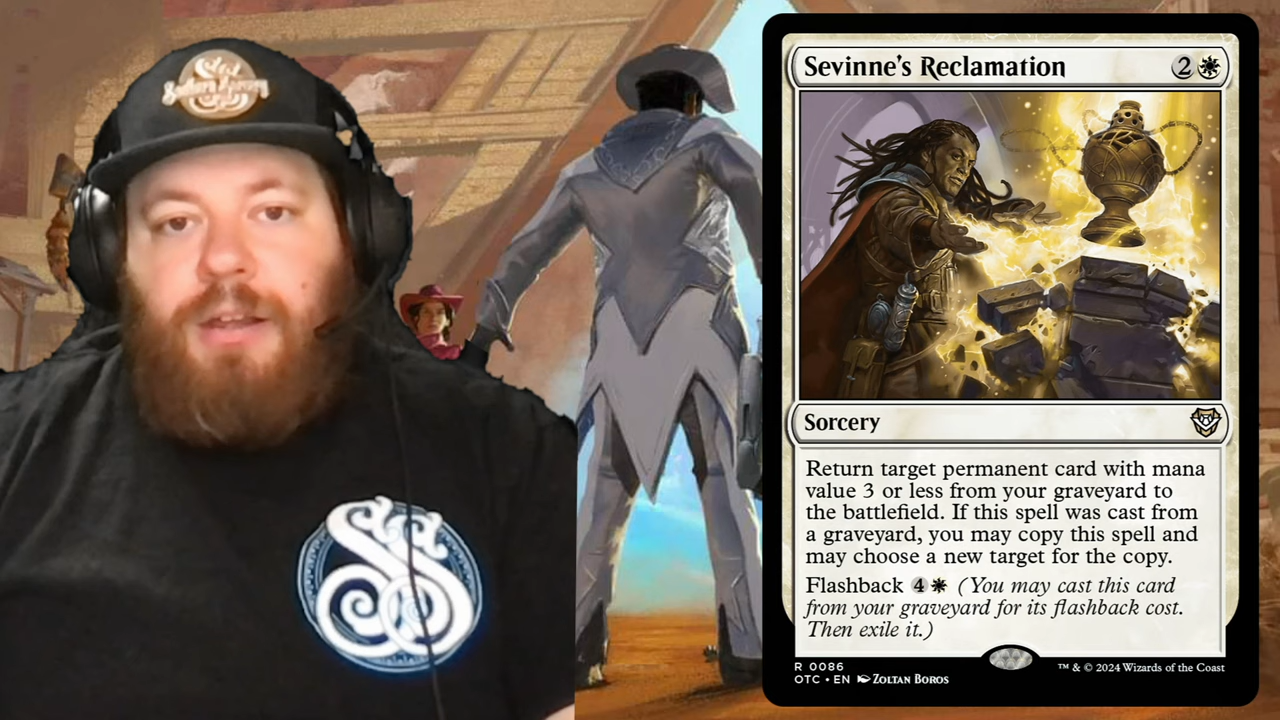 Sevinne's Reclamation 2
Sorcery
Return target permanent card with mana
value 3 or less from your graveyard to
the battlefield. If this spell was cast from
a graveyard, you may copy this spell and
may choose a new target for the copy.
Flashback 4 (You may cast this card
from your graveyard for its flashback cost.
Then exile it.)
R 0086
OTC • EN ZOLTAN BOROS
™ & © 2024 Wizards of the Coast